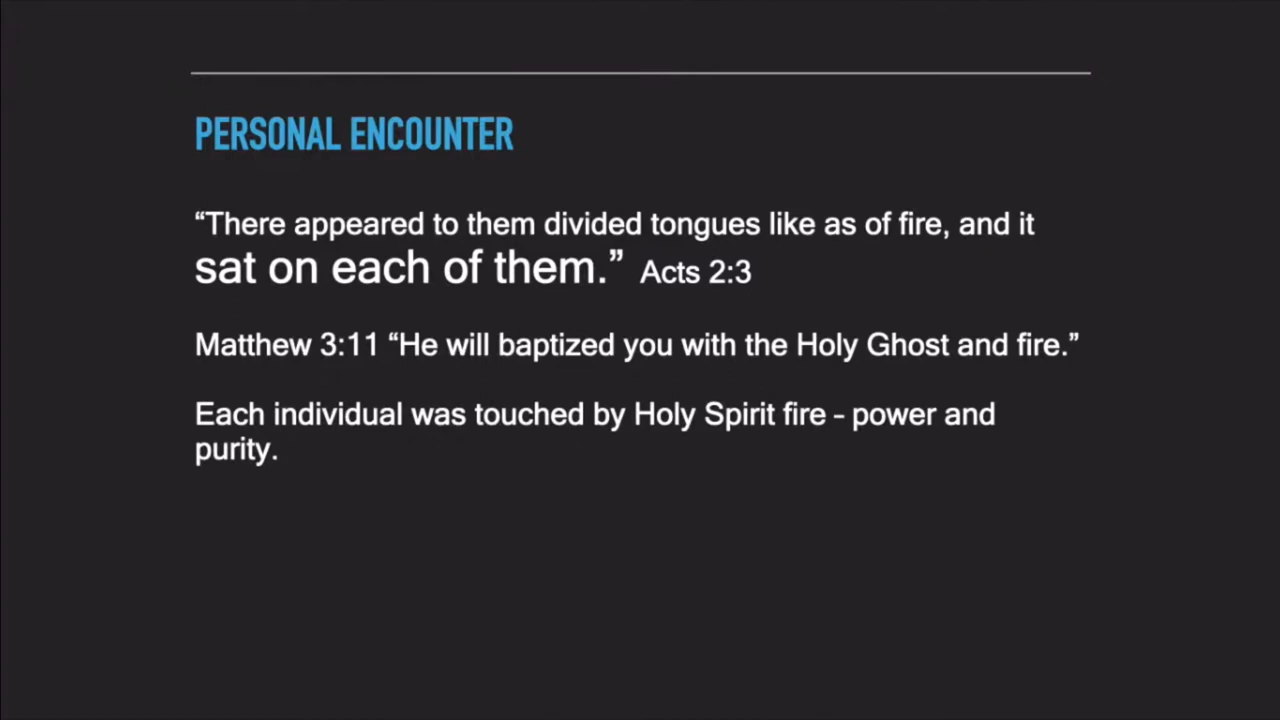 PERSONAL ENCOUNTER
“There appeared to them divided tongues like as of fire, and it
sat on each of them.” Acts 2:3
Matthew 3:11 “He will baptized you with the Holy Ghost and fire.”
Each individual was touched by Holy Spirit fire – power and
purity.